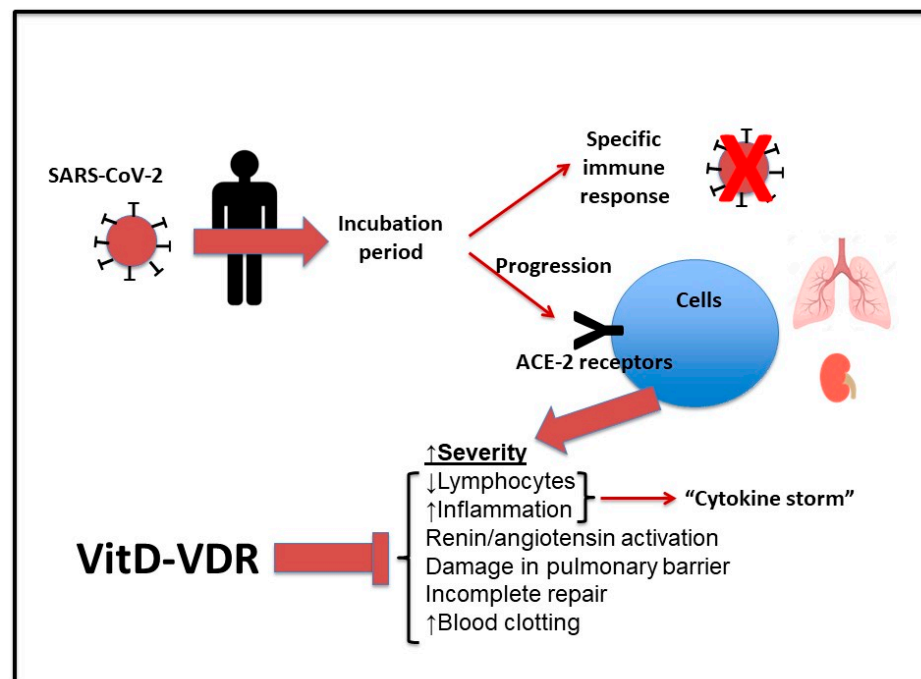 SARS-CoV-2
Incubation
period
Specific
immune
response
X
Progression
Cells
ACE-2 receptors
↑Severity
↓Lymphocytes
↑Inflammation
“Cytokine storm”
Renin/angiotensin activation
Damage in pulmonary barrier
Incomplete repair
↑Blood clotting
VitD-VDR